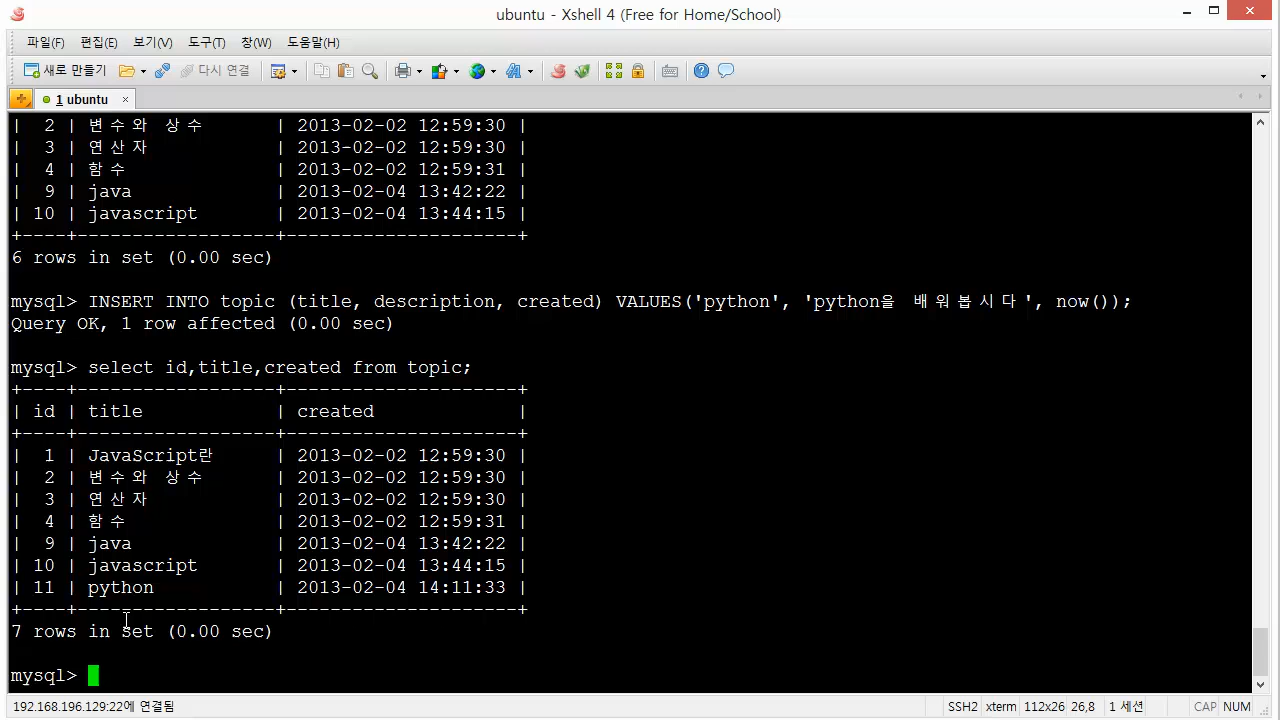 ubuntu - Xshell 4 (Free for Home/School)
파일(F) 편집(E) 보기(V) 도구(T) 창(W) 도움말(H)
새로 만들기 다시 연결
1 ubuntu ×
| 2 | 변수와 상수 | 2013-02-02 12:59:30 |
| 3 | 연산자 | 2013-02-02 12:59:30 |
| 4 | 함수 | 2013-02-02 12:59:31 |
| 9 | java | 2013-02-04 13:42:22 |
| 10 | javascript | 2013-02-04 13:44:15 |
+----+------------------+---------------------+
6 rows in set (0.00 sec)
mysql> INSERT INTO topic (title, description, created) VALUES('python', 'python을 배워봅시다', now());
Query OK, 1 row affected (0.00 sec)
mysql> select id,title,created from topic;
+----+------------------+---------------------+
| id | title | created |
+----+------------------+---------------------+
| 1 | JavaScript란 | 2013-02-02 12:59:30 |
| 2 | 변수와 상수 | 2013-02-02 12:59:30 |
| 3 | 연산자 | 2013-02-02 12:59:30 |
| 4 | 함수 | 2013-02-02 12:59:31 |
| 9 | java | 2013-02-04 13:42:22 |
| 10 | javascript | 2013-02-04 13:44:15 |
| 11 | python | 2013-02-04 14:11:33 |
+----+------------------+---------------------+
7 rows in set (0.00 sec)
mysql>
192.168.196.129:22에 연결됨 SSH2 xterm 112x26 26,8 1 세션 CAP NUM